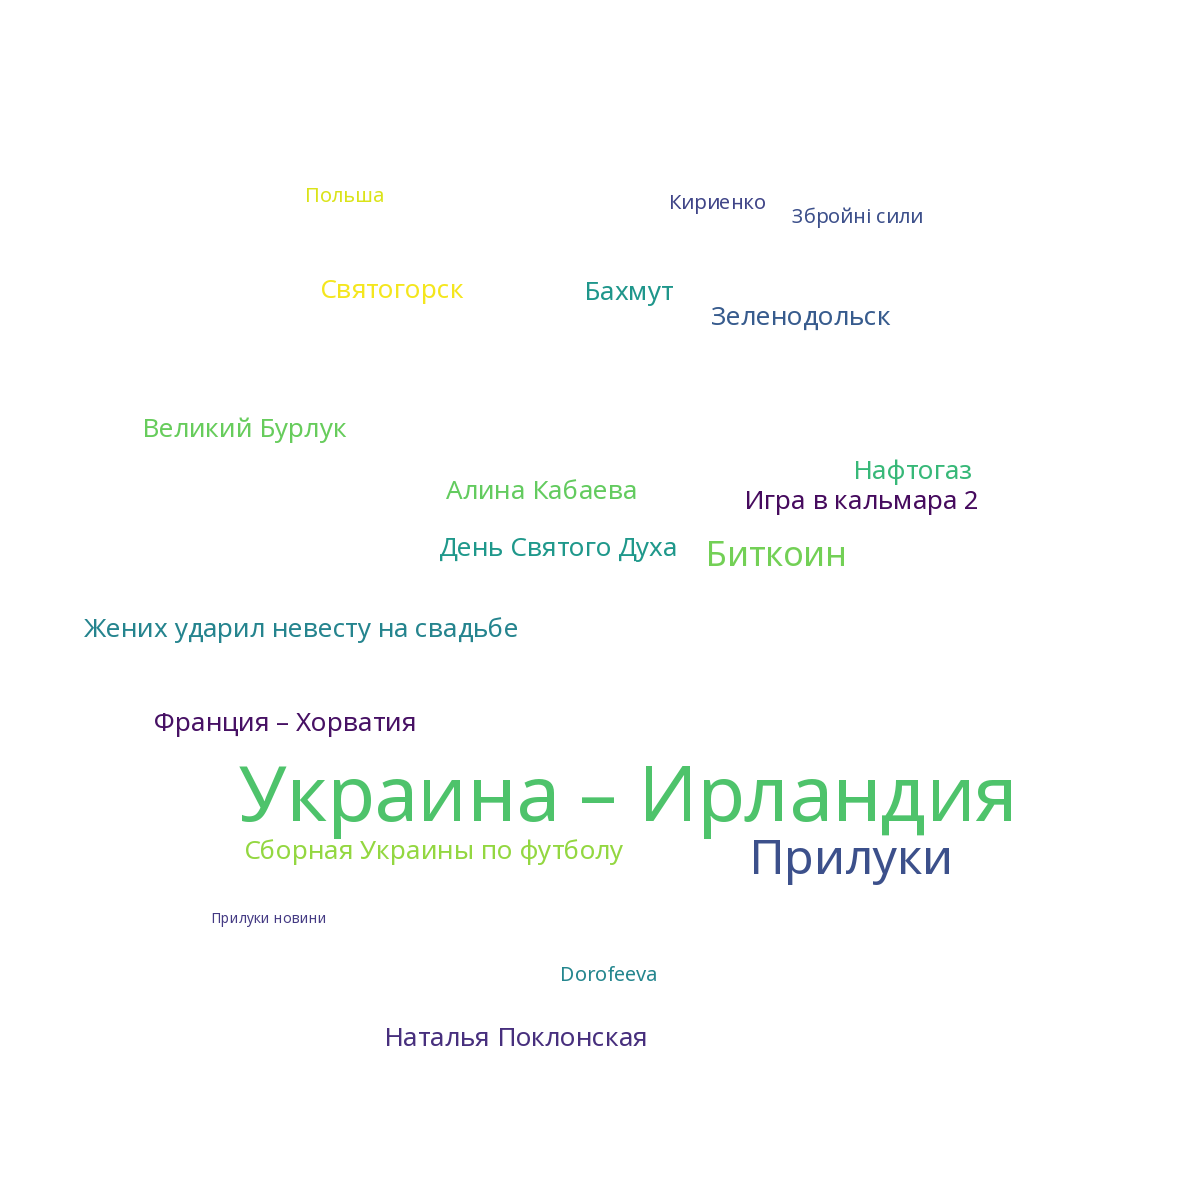 Польша
Кириенко
Збройні сили
Святогорск
Бахмут
Зеленодольск
Великий Бурлук
Нафтогаз
Алина Кабаева
Игра в кальмара 2
День Святого Духа
Биткоин
Жених ударил невесту на свадьбе
Франция – Хорватия
Украина – Ирландия
Сборная Украины по футболу
Прилуки
Прилуки новини
Dorofeeva
Наталья Поклонская